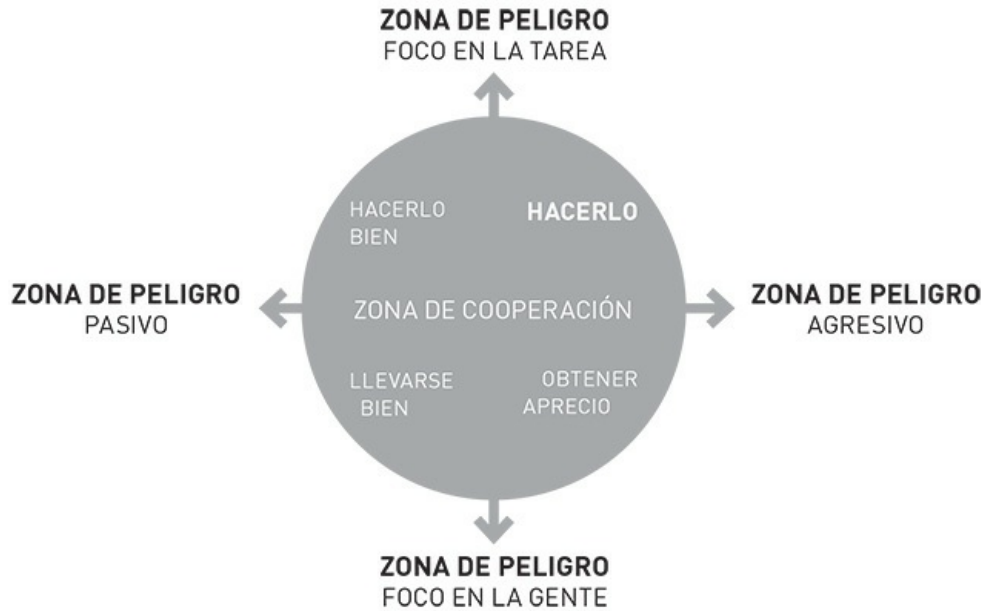 ZONA DE PELIGRO
FOCO EN LA TAREA
HACERLO
BIEN
HACERLO
ZONA DE PELIGRO
PASIVO
ZONA DE COOPERACIÓN
ZONA DE PELIGRO
AGRESIVO
LLEVARSE
BIEN
OBTENER
APRECIO
ZONA DE PELIGRO
FOCO EN LA GENTE